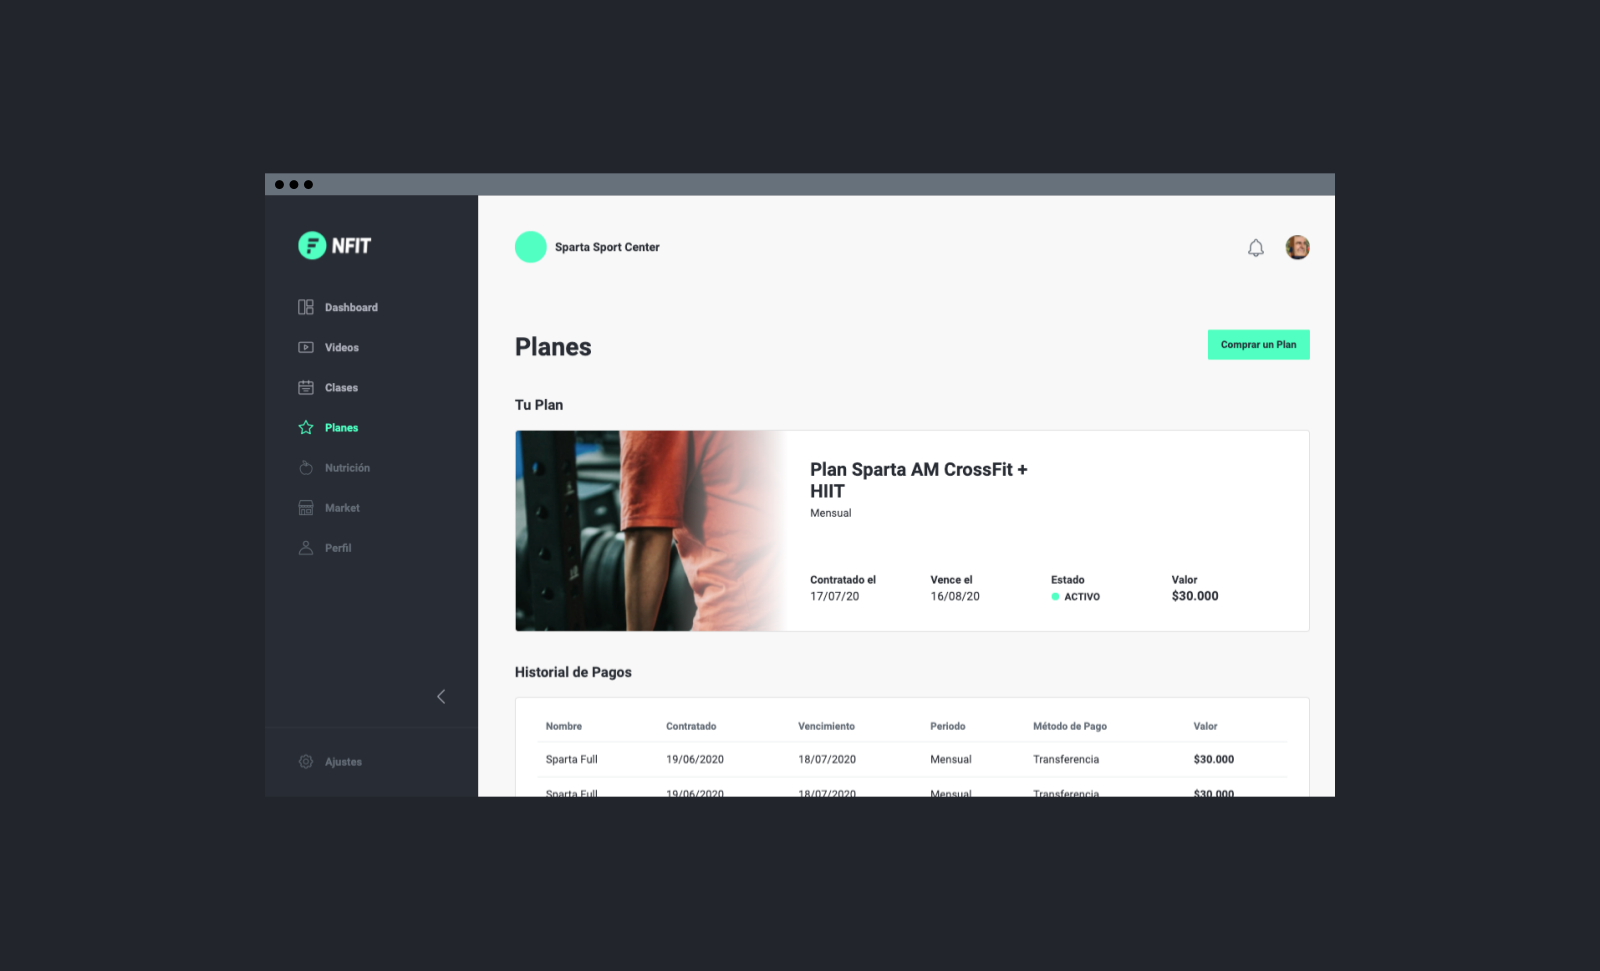 NFIT
Dashboard
Videos
Clases
Planes
Nutrición
Market
Perfil
Ajustes
Sparta Sport Center
Planes
Comprar un Plan
Tu Plan
Plan Sparta AM CrossFit +
HIIT
Mensual
Contratado el Vence el Estado Valor
17/07/20 16/08/20 ACTIVO $30.000
Historial de Pagos
Nombre Contratado Vencimiento Periodo Método de Pago Valor
Sparta Full 19/06/2020 18/07/2020 Mensual Transferencia $30.000
Sparta Full 19/06/2020 18/07/2020 Mensual Transferencia $30.000